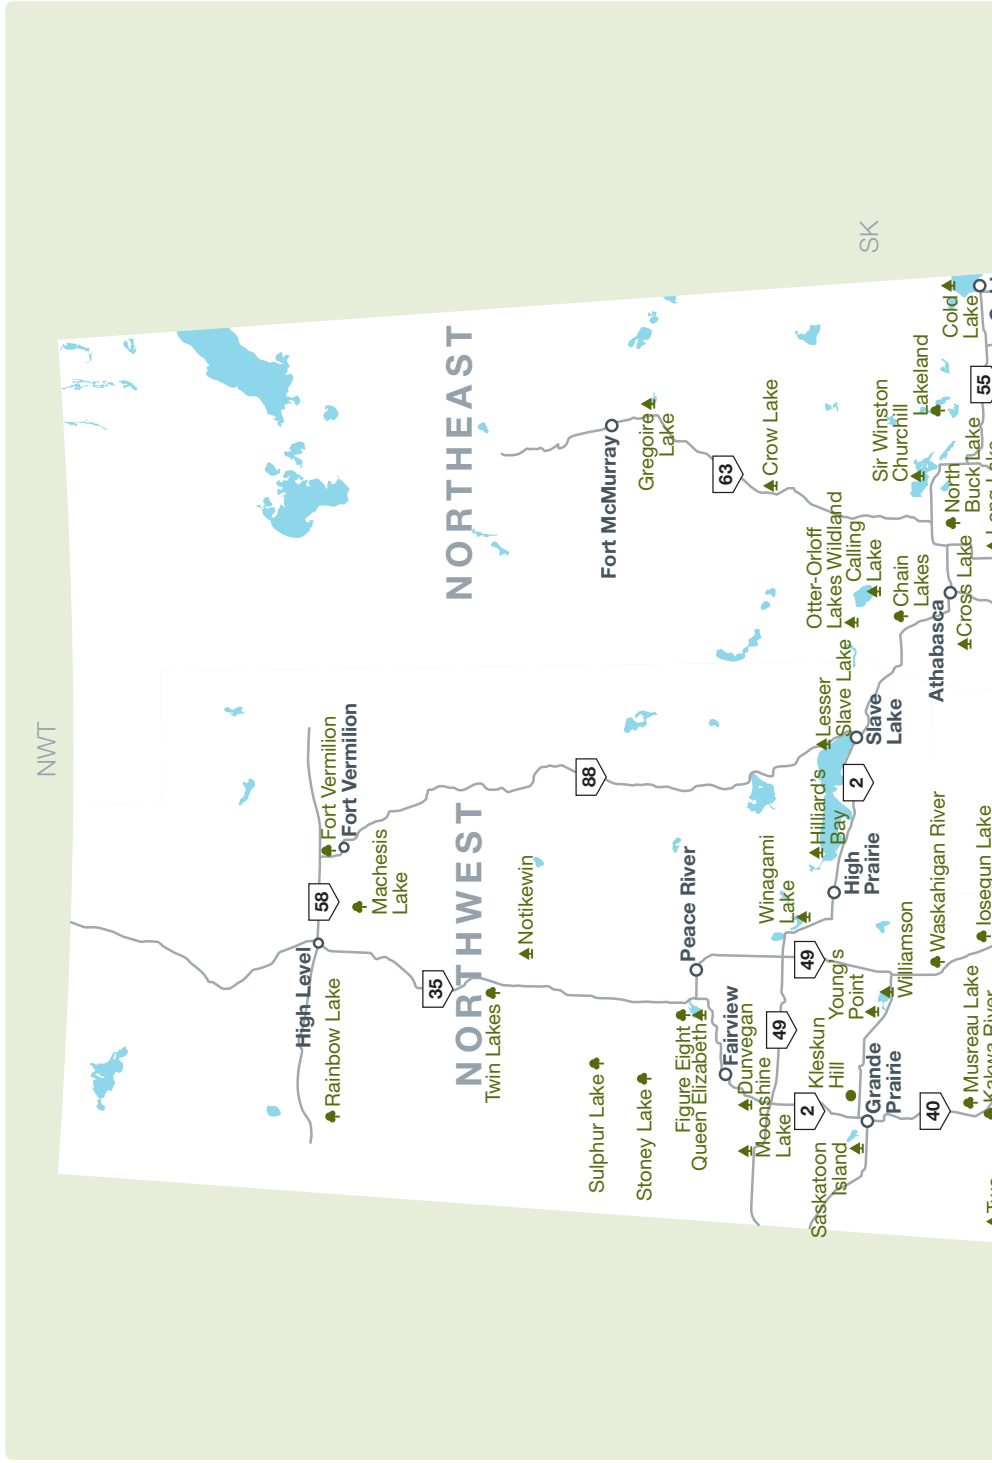 NWT
SK
NORTHEAST
NORTHWEST
Fort Vermilion
Fort Vermilion
58
Machesis
Lake
High Level
Rainbow Lake
35
Twin Lakes
Notikewin
88
Fort McMurray
Gregoire
Lake
63
Crow Lake
Sulphur Lake
Stoney Lake
Figure Eight
Queen Elizabeth
Peace River
Fairview
Dunvegan
Moonshine
Lake
49
49
2
Winagami
Lake
Hilliard's
Bay
High
Prairie
2
Lesser
Slave Lake
Slave
Lake
Otter-Orloff
Lakes Wildland
Calling
Lake
Chain
Lakes
Athabasca
Cross Lake
Sir Winston
Churchill
Lakeland
North
Buck Lake
Cold
Lake
55
Kleskun
Hill
Young's
Point
Williamson
Waskahigan River
Iosegun Lake
Saskatoon
Island
Grande
Prairie
40
Musreau Lake
Kakwa River